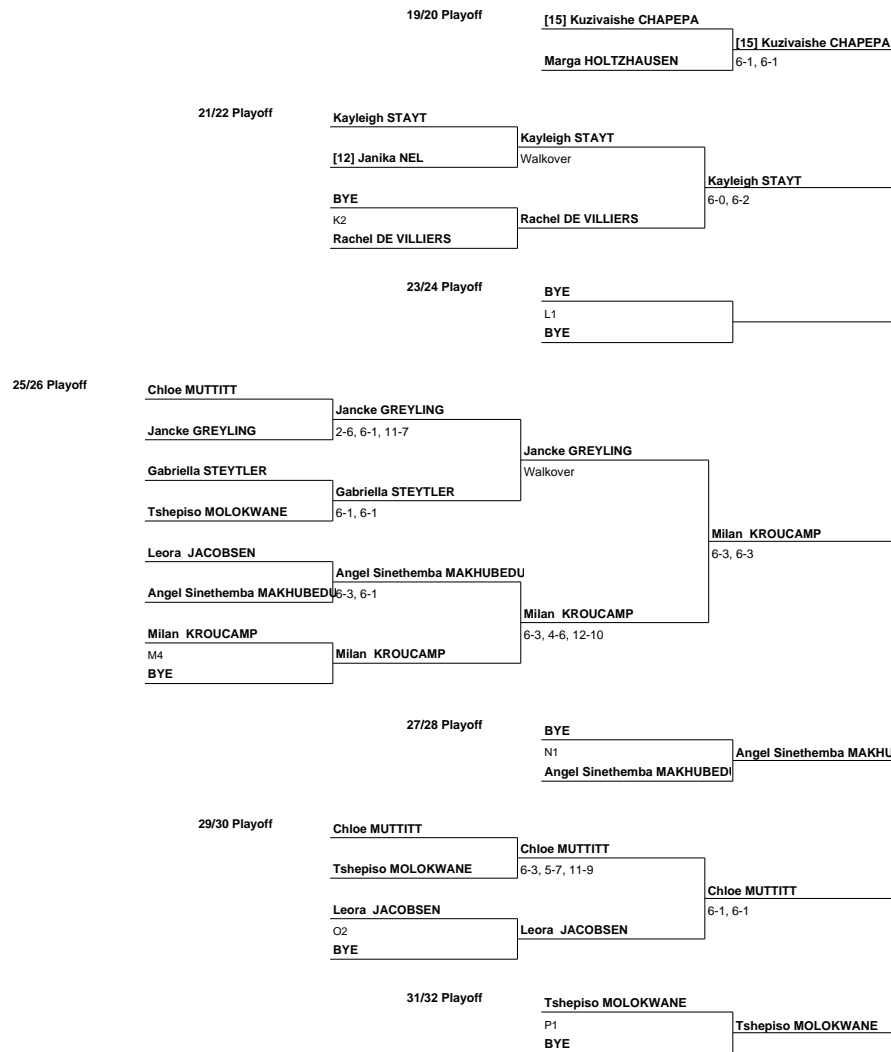 19/20 Playoff
[15] Kuzivaishe CHAPEPA
[15] Kuzivaishe CHAPEPA
Marga HOLTZHAUSEN
6-1, 6-1
21/22 Playoff
Kayleigh STAYT
Kayleigh STAYT
[12] Janika NEL
Walkover
Kayleigh STAYT
BYE
6-0, 6-2
K2
Rachel DE VILLIERS
Rachel DE VILLIERS
23/24 Playoff
BYE
L1
BYE
25/26 Playoff
Chloe MUTTITT
Jancke GREYLING
Jancke GREYLING
2-6, 6-1, 11-7
Jancke GREYLING
Gabriella STEYTLER
Walkover
Gabriella STEYTLER
Tshepiso MOLOKWANE
6-1, 6-1
Milan KROUCAMP
Leora JACOBSEN
6-3, 6-3
Angel Sinethemba MAKHUBEDU
Angel Sinethemba MAKHUBEDU
6-3, 6-1
Milan KROUCAMP
Milan KROUCAMP
6-3, 4-6, 12-10
M4
Milan KROUCAMP
BYE
27/28 Playoff
BYE
N1
Angel Sinethemba MAKHU
Angel Sinethemba MAKHUBED
29/30 Playoff
Chloe MUTTITT
Chloe MUTTITT
Tshepiso MOLOKWANE
6-3, 5-7, 11-9
Chloe MUTTITT
Leora JACOBSEN
6-1, 6-1
O2
Leora JACOBSEN
BYE
31/32 Playoff
Tshepiso MOLOKWANE
P1
Tshepiso MOLOKWANE
BYE